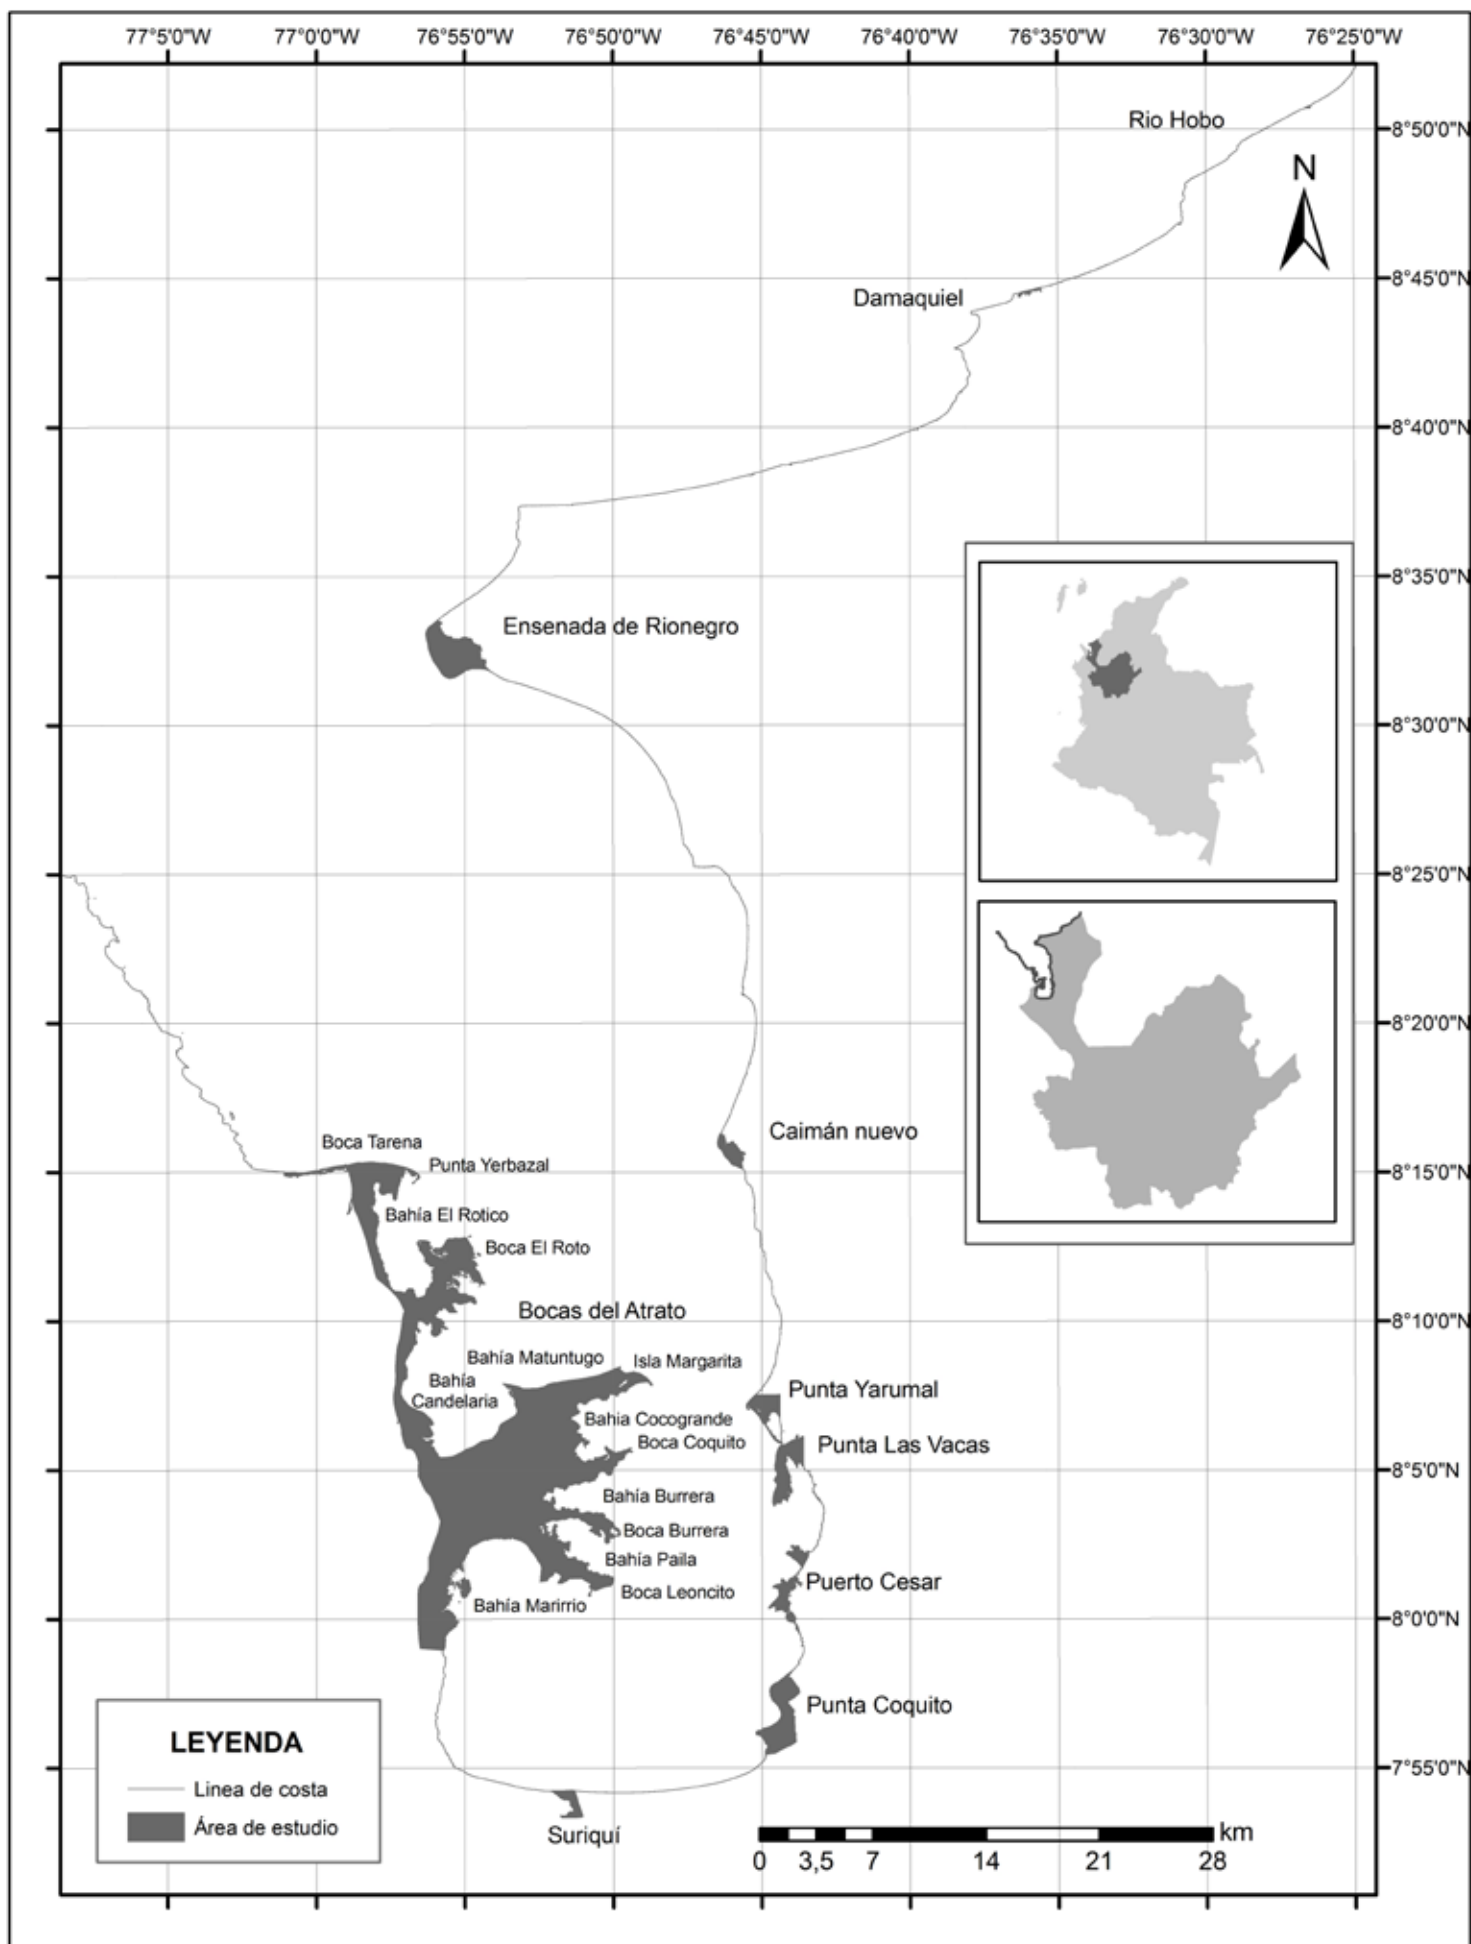 77°5'0"W 77°0'0"W 76°55'0"W 76°50'0"W 76°45'0"W 76°40'0"W 76°35'0"W 76°30'0"W 76°25'0"W
Rio Hobo
8°50'0"N
N
8°45'0"N
Damaquiel
8°40'0"N
8°35'0"N
Ensenada de Rionegro
8°30'0"N
8°25'0"N
8°20'0"N
Caimán nuevo
Boca Tarena
Punta Yerbazal
8°15'0"N
Bahía El Rotico
Boca El Roto
Bocas del Atrato
8°10'0"N
Bahía Matuntugo
Isla Margarita
Bahía
Candelaria
Punta Yarumal
Bahia Cocogrande
Boca Coquito
Punta Las Vacas
8°5'0"N
Bahía Burrera
Boca Burrera
Bahía Paila
Puerto Cesar
Boca Leoncito
Bahía Marirrio
8°0'0"N
Punta Coquito
LEYENDA
Linea de costa
Área de estudio
7°55'0"N
Suriquí
km
0 3,5 7 14 21 28